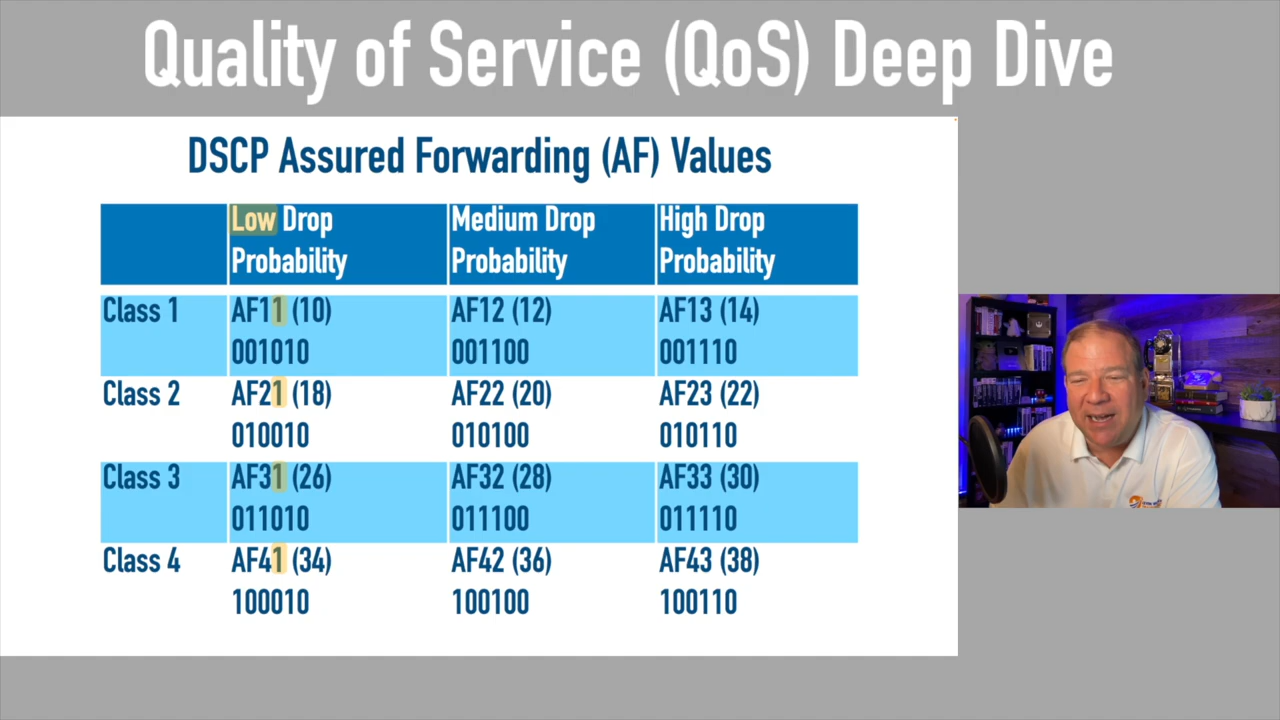 Quality of Service (QoS) Deep Dive
DSCP Assured Forwarding (AF) Values
Low Drop Probability
Medium Drop Probability
High Drop Probability
Class 1
AF11 (10)
001010
AF12 (12)
001100
AF13 (14)
001110
Class 2
AF21 (18)
010010
AF22 (20)
010100
AF23 (22)
010110
Class 3
AF31 (26)
011010
AF32 (28)
011100
AF33 (30)
011110
Class 4
AF41 (34)
100010
AF42 (36)
100100
AF43 (38)
100110